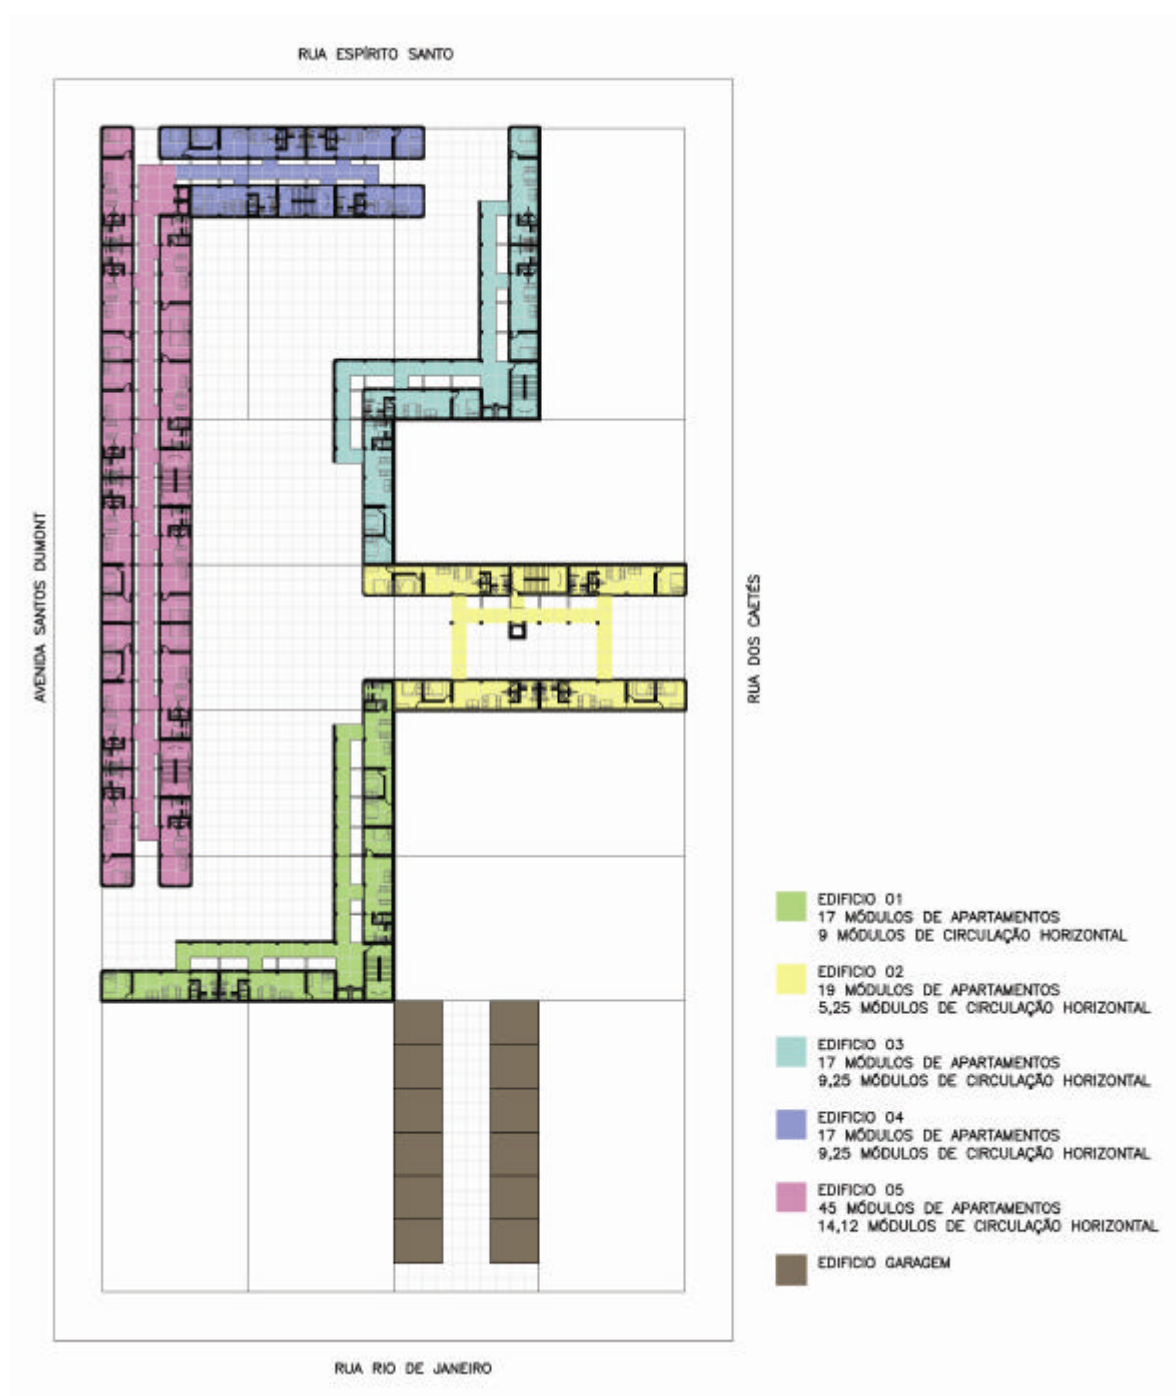 RUA ESPÍRITO SANTO
AVENIDA SANTOS DUMONT
RUA DOS CAETÉS
EDIFICIO 01
17 MÓDULOS DE APARTAMENTOS
9 MÓDULOS DE CIRCULAÇÃO HORIZONTAL
EDIFICIO 02
19 MÓDULOS DE APARTAMENTOS
5,25 MÓDULOS DE CIRCULAÇÃO HORIZONTAL
EDIFICIO 03
17 MÓDULOS DE APARTAMENTOS
9,25 MÓDULOS DE CIRCULAÇÃO HORIZONTAL
EDIFICIO 04
17 MÓDULOS DE APARTAMENTOS
9,25 MÓDULOS DE CIRCULAÇÃO HORIZONTAL
EDIFICIO 05
45 MÓDULOS DE APARTAMENTOS
14,12 MÓDULOS DE CIRCULAÇÃO HORIZONTAL
EDIFICIO GARAGEM
RUA RIO DE JANEIRO